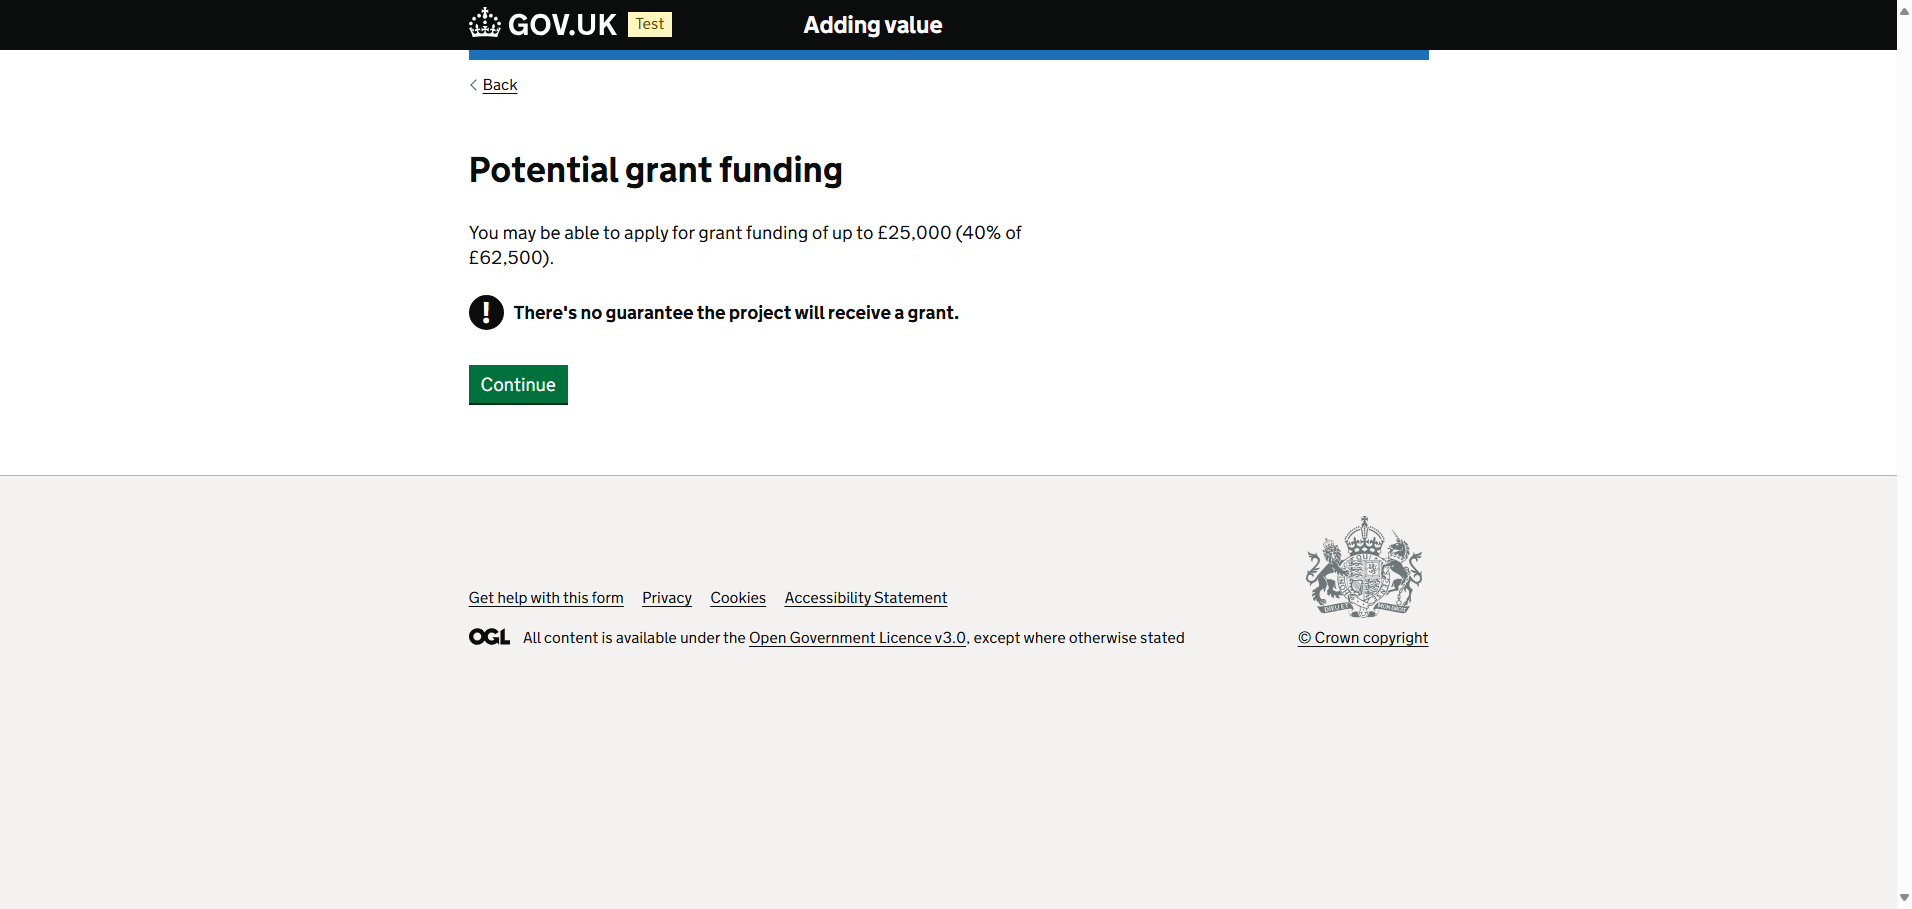 GOV.UK Test Adding value
Back
Potential grant funding
You may be able to apply for grant funding of up to £25,000 (40% of
£62,500).
! There's no guarantee the project will receive a grant.
Continue
Get help with this form Privacy Cookies Accessibility Statement
OGL All content is available under the Open Government Licence v3.0, except where otherwise stated
© Crown copyright